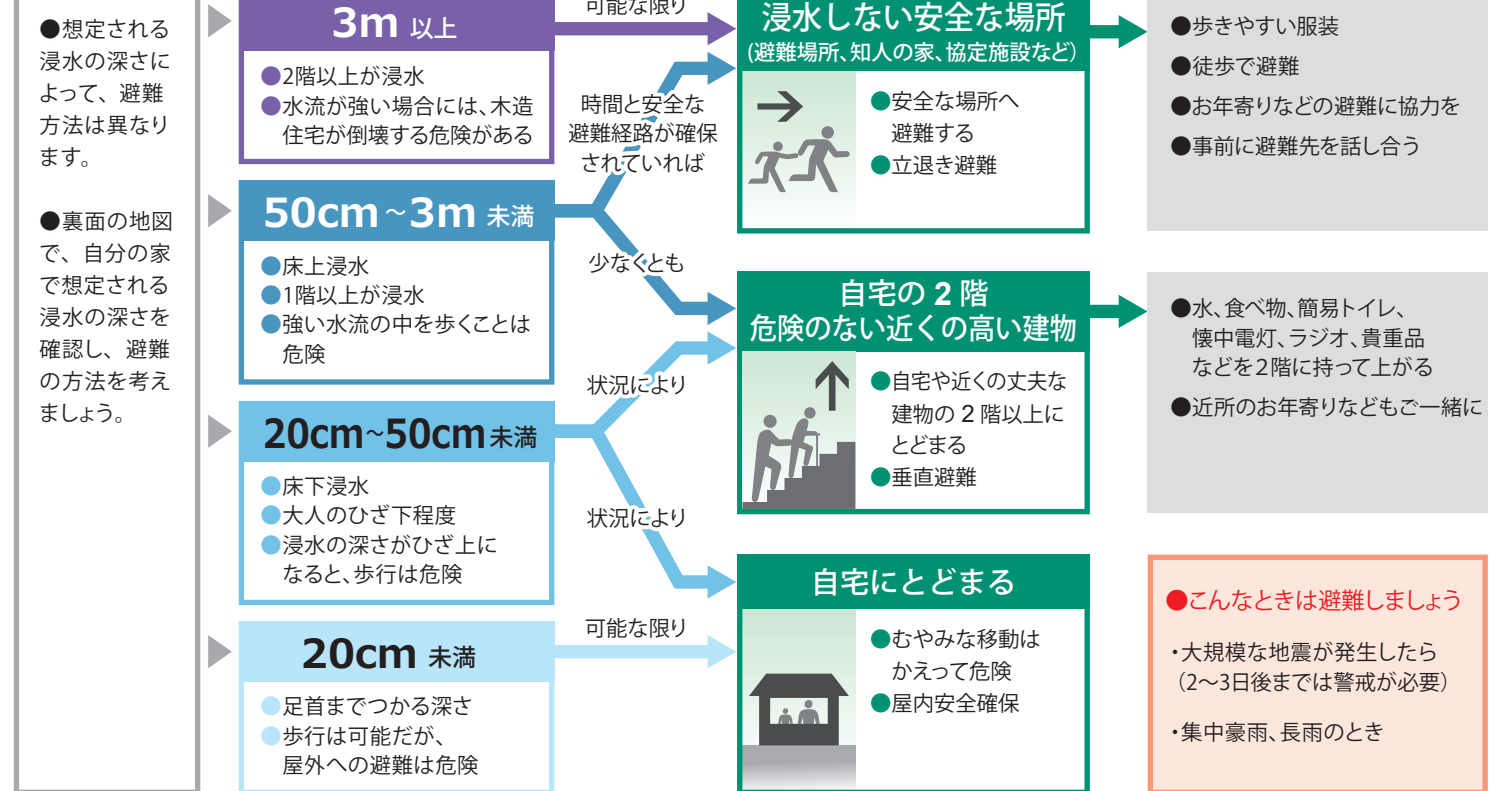 ●想定される
浸水の深さに
よって、避難
方法は異なり
ます。
●裏面の地図
で、自分の家
で想定される
浸水の深さを
確認し、避難
の方法を考え
ましょう。
3m 以上
●2階以上が浸水
●水流が強い場合には、木造
住宅が倒壊する危険がある
50cm~3m 未満
●床上浸水
●1階以上が浸水
●強い水流の中を歩くことは
危険
20cm~50cm未満
●床下浸水
●大人のひざ下程度
●浸水の深さがひざ上に
なると、歩行は危険
20cm 未満
●足首までつかる深さ
●歩行は可能だが、
屋外への避難は危険
可能な限り
時間と安全な
避難経路が確保
されていれば
少なくとも
状況により
状況により
可能な限り
浸水しない安全な場所
(避難場所、知人の家、協定施設など)
●安全な場所へ
避難する
●立退き避難
自宅の 2 階
危険のない近くの高い建物
●自宅や近くの丈夫な
建物の 2 階以上に
とどまる
●垂直避難
自宅にとどまる
●むやみな移動は
かえって危険
●屋内安全確保
●歩きやすい服装
●徒歩で避難
●お年寄りなどの避難に協力を
●事前に避難先を話し合う
●水、食べ物、簡易トイレ、
懐中電灯、ラジオ、貴重品
などを2階に持って上がる
●近所のお年寄りなどもご一緒に
●こんなときは避難しましょう
・大規模な地震が発生したら
（2～3日後までは警戒が必要）
・集中豪雨、長雨のとき